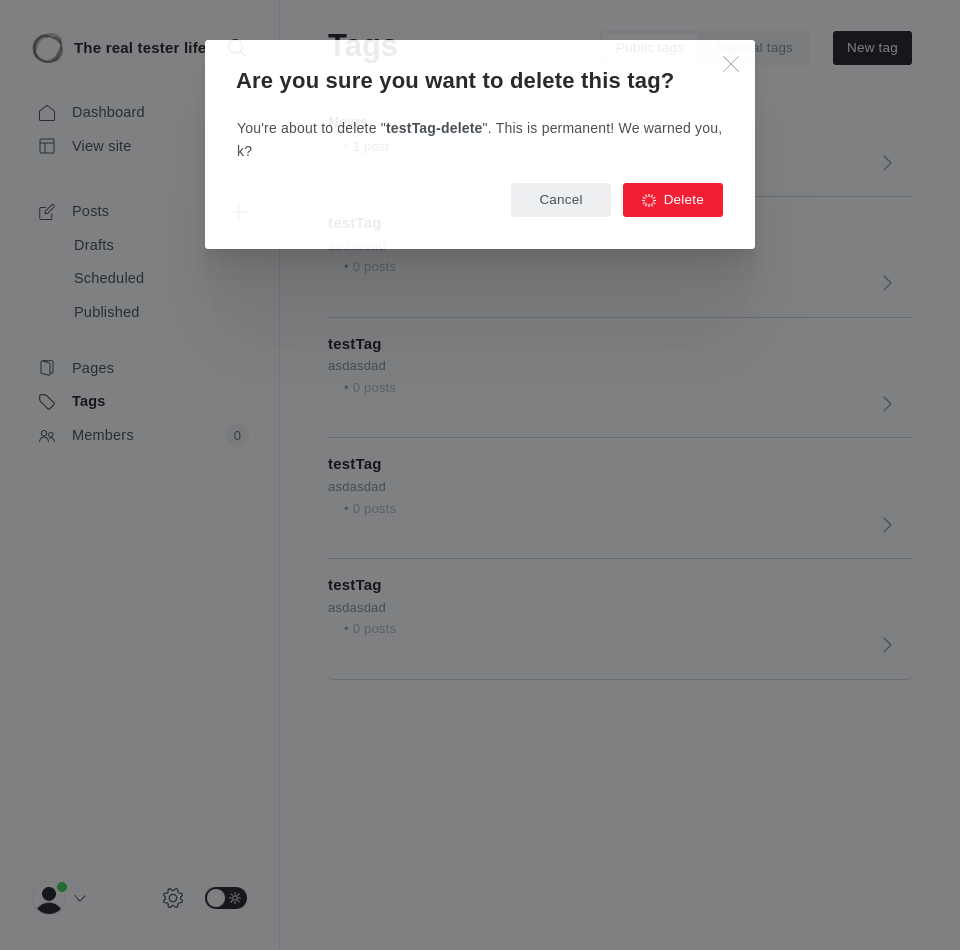 The real tester life
Tags
Public tags
Internal tags
New tag
Are you sure you want to delete this tag?
You're about to delete "testTag-delete". This is permanent! We warned you,
k?
Cancel
Delete
Dashboard
View site
Posts
Drafts
Scheduled
Published
Pages
Tags
Members
0
News
• 1 post
testTag
asdasdad
• 0 posts
testTag
asdasdad
• 0 posts
testTag
asdasdad
• 0 posts
testTag
asdasdad
• 0 posts